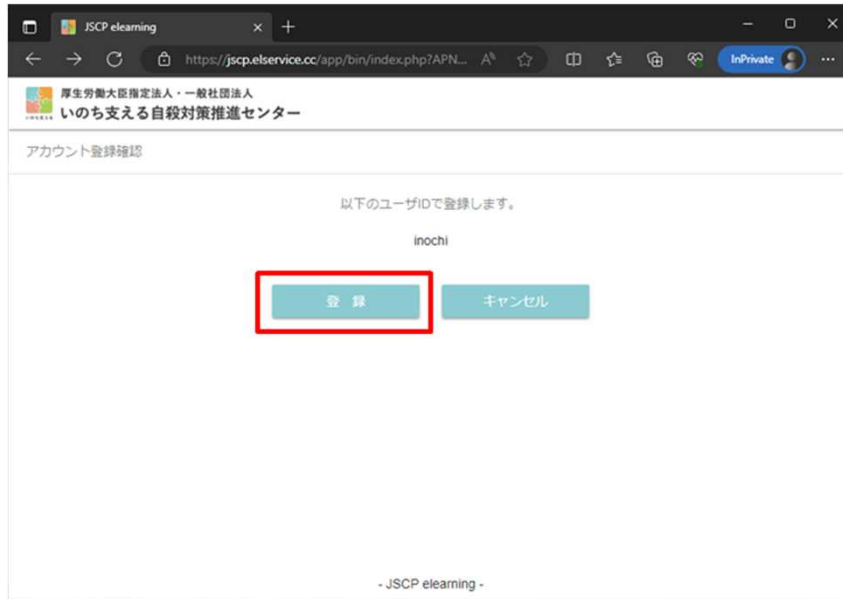 JSCP elearning
https://jscp.elservice.cc/app/bin/index.php?APN...
InPrivate
厚生労働大臣指定法人・一般社団法人
いのち支える自殺対策推進センター
アカウント登録確認
以下のユーザIDで登録します。
inochi
登 録
キャンセル
- JSCP elearning -